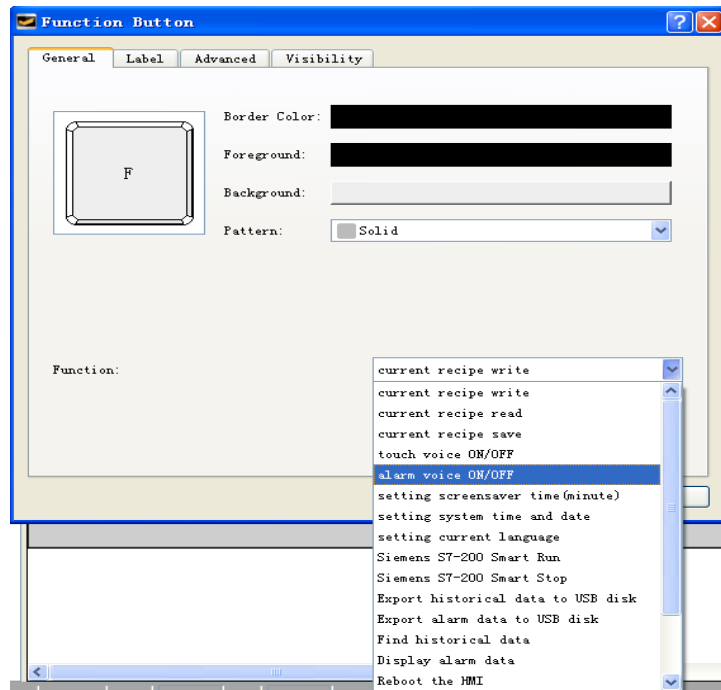 Function Button
General Label Advanced Visibility
F
Border Color:
Foreground:
Background:
Pattern: Solid
Function: current recipe write
current recipe write
current recipe read
current recipe save
touch voice ON/OFF
alarm voice ON/OFF
setting screensaver time(minute)
setting system time and date
setting current language
Siemens S7-200 Smart Run
Siemens S7-200 Smart Stop
Export historical data to USB disk
Export alarm data to USB disk
Find historical data
Display alarm data
Reboot the HMI